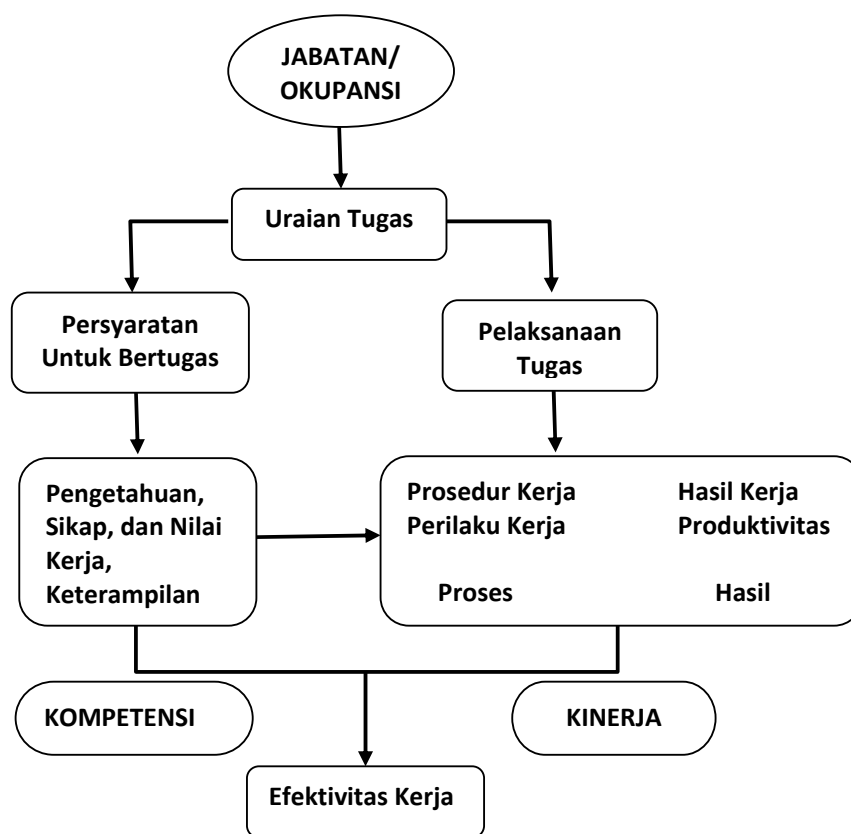 JABATAN/
OKUPANSI
Uraian Tugas
Persyaratan
Untuk Bertugas
Pelaksanaan
Tugas
Pengetahuan,
Sikap, dan Nilai
Kerja,
Keterampilan
Prosedur Kerja Hasil Kerja
Perilaku Kerja Produktivitas
Proses Hasil
KOMPETENSI
KINERJA
Efektivitas Kerja